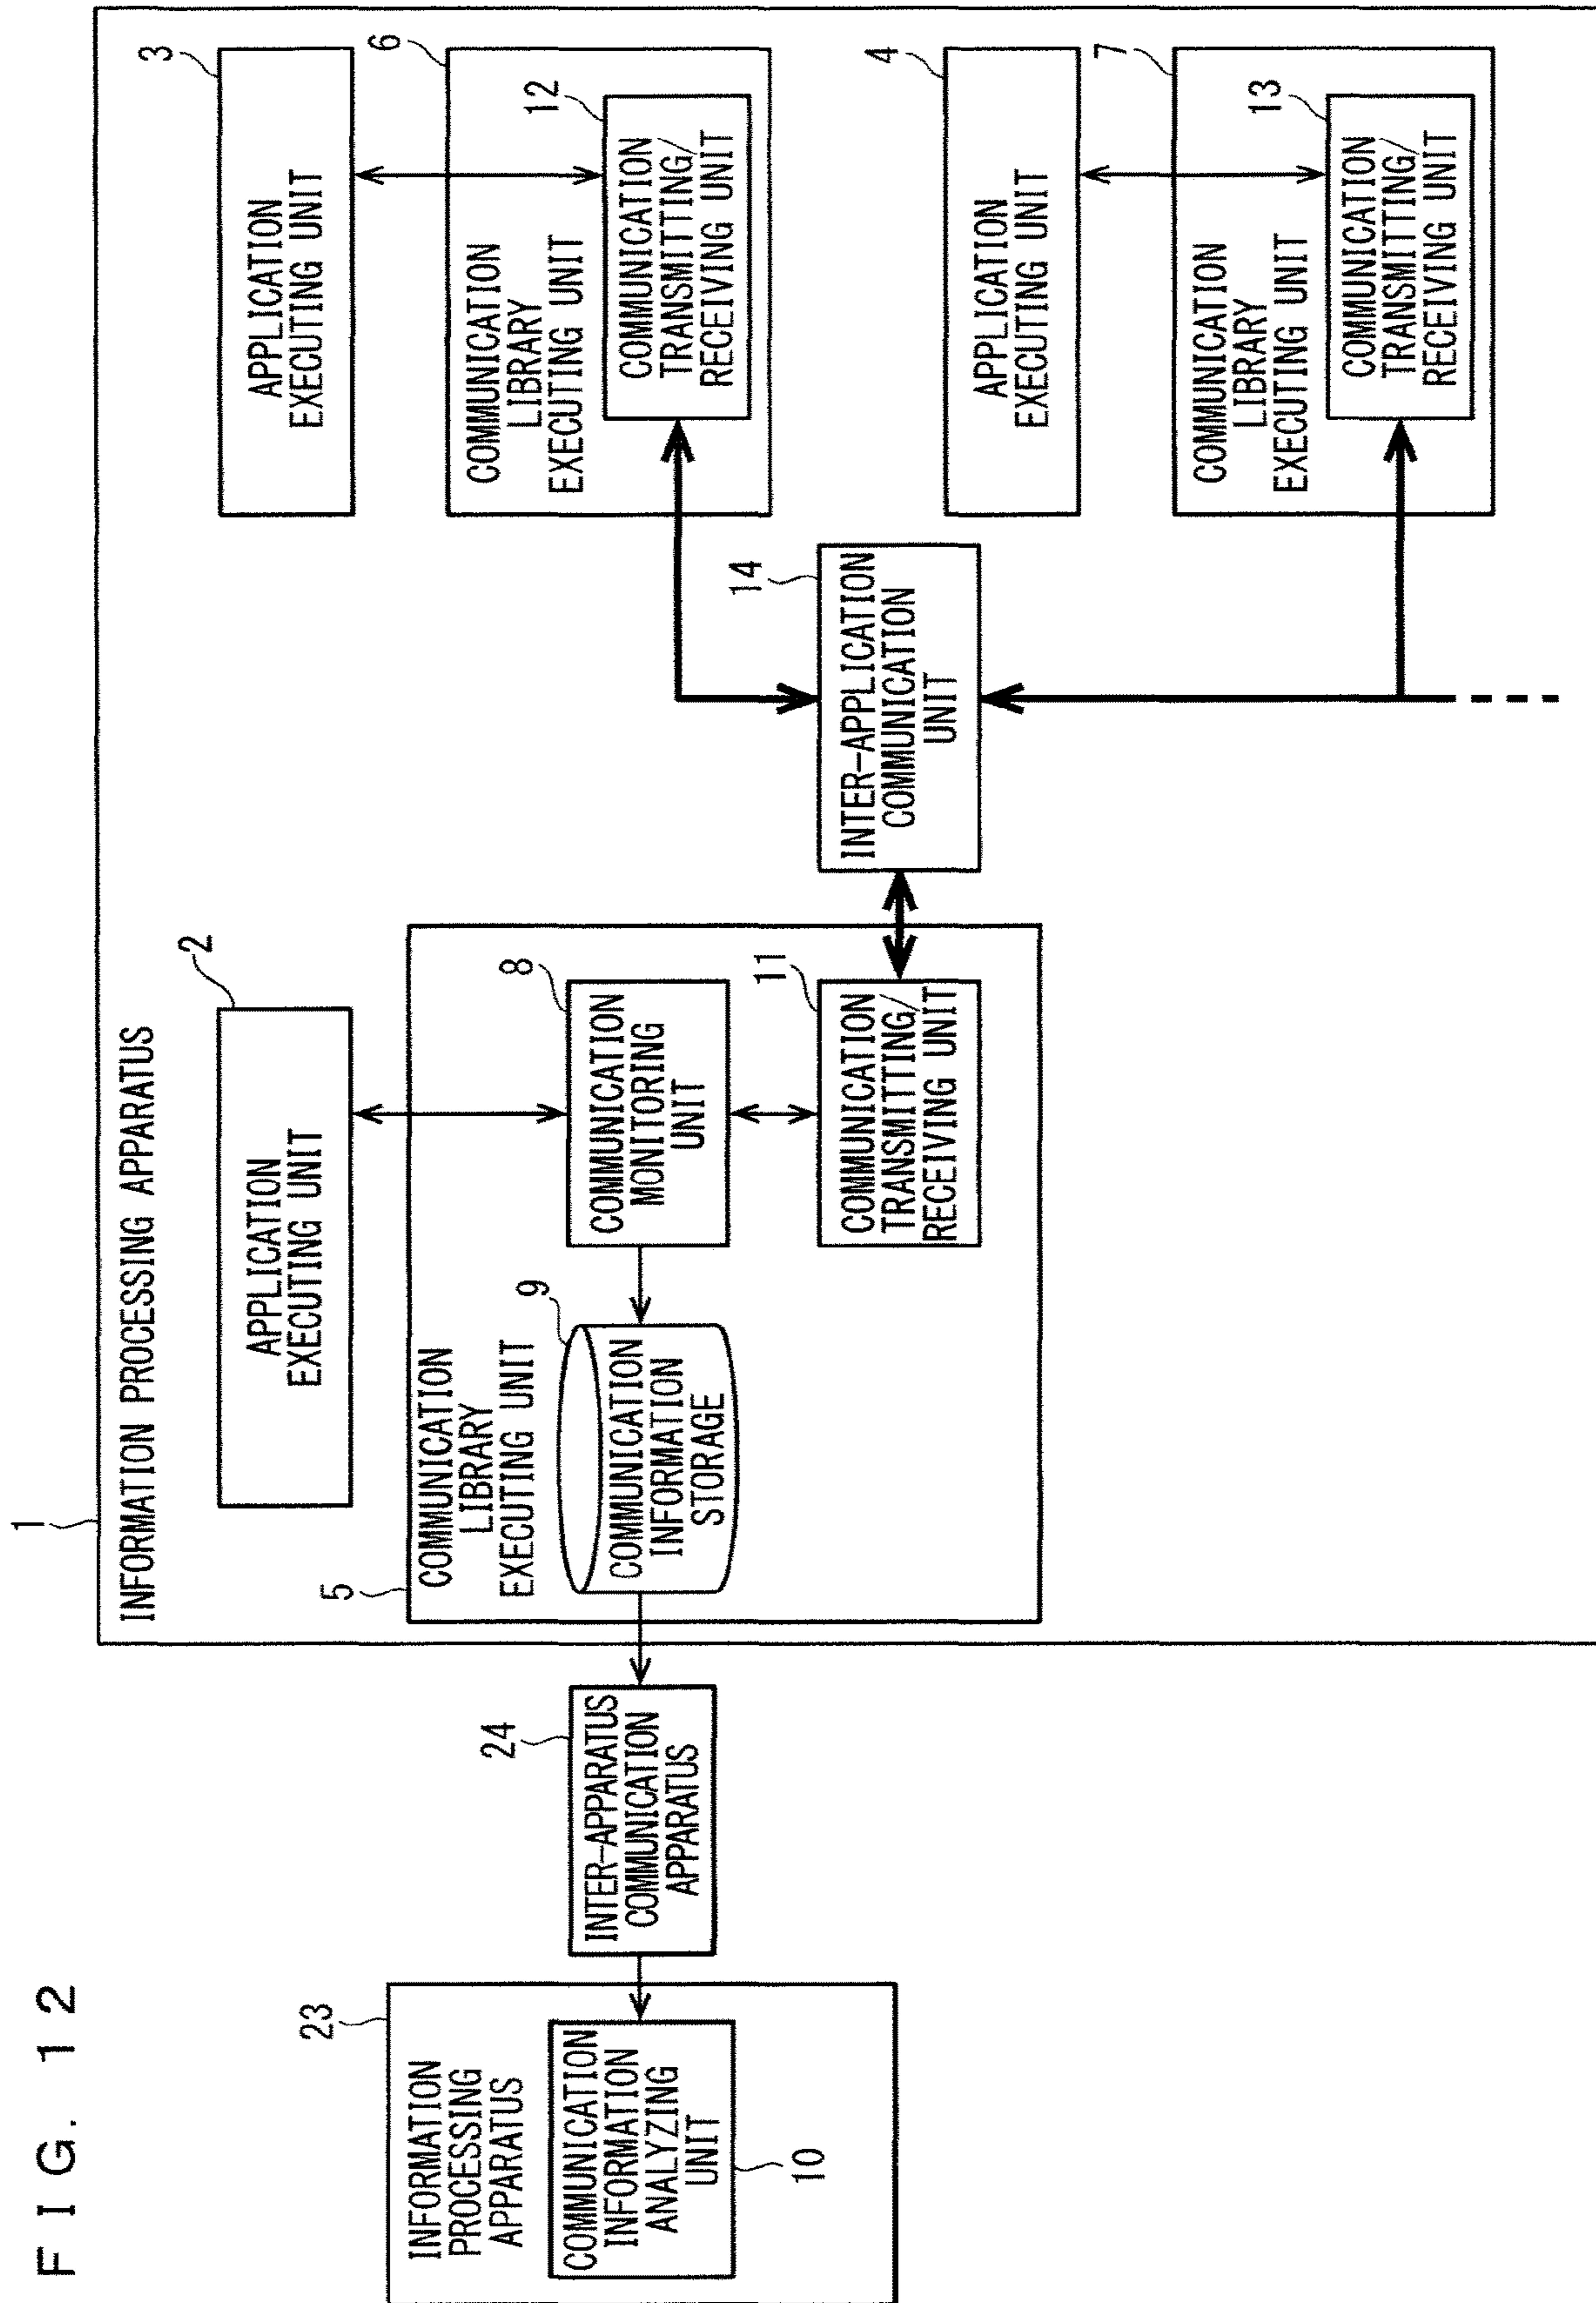 FIG. 12
1
INFORMATION PROCESSING APPARATUS
2
APPLICATION
EXECUTING UNIT
3
APPLICATION
EXECUTING UNIT
23
INFORMATION
PROCESSING
APPARATUS
COMMUNICATION
INFORMATION
ANALYZING
UNIT
10
24
INTER-APPARATUS
COMMUNICATION
APPARATUS
5
COMMUNICATION
LIBRARY
EXECUTING UNIT
9
COMMUNICATION
INFORMATION
STORAGE
8
COMMUNICATION
MONITORING
UNIT
11
COMMUNICATION
TRANSMITTING/
RECEIVING UNIT
14
INTER-APPLICATION
COMMUNICATION
UNIT
6
COMMUNICATION
LIBRARY
EXECUTING UNIT
12
COMMUNICATION
TRANSMITTING/
RECEIVING UNIT
4
APPLICATION
EXECUTING UNIT
7
COMMUNICATION
LIBRARY
EXECUTING UNIT
13
COMMUNICATION
TRANSMITTING/
RECEIVING UNIT